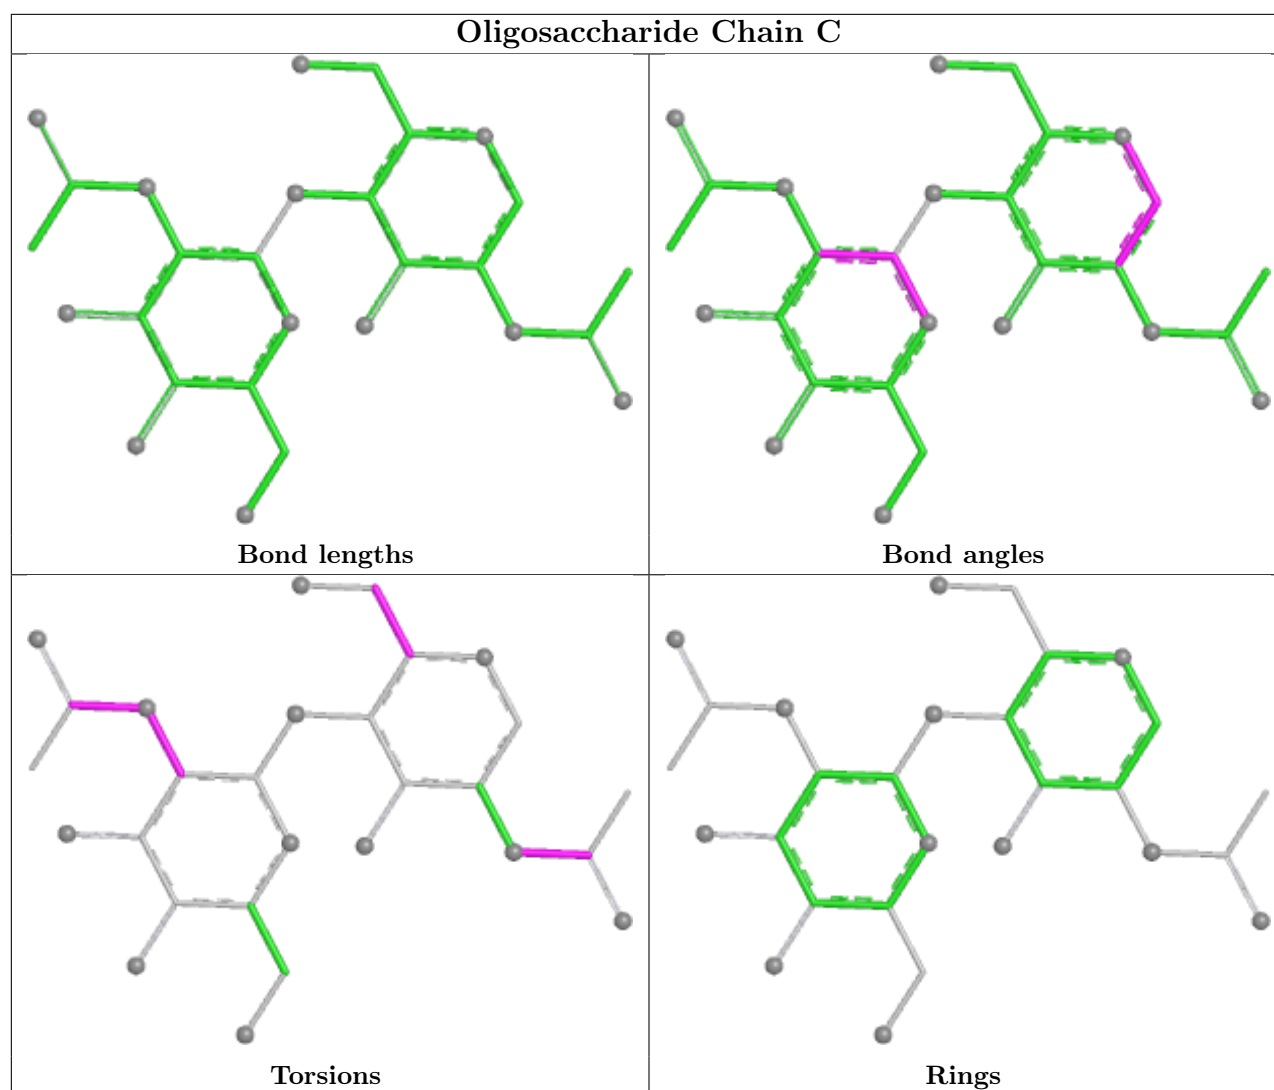 Oligosaccharide Chain C
Bond lengths
Bond angles
Torsions
Rings